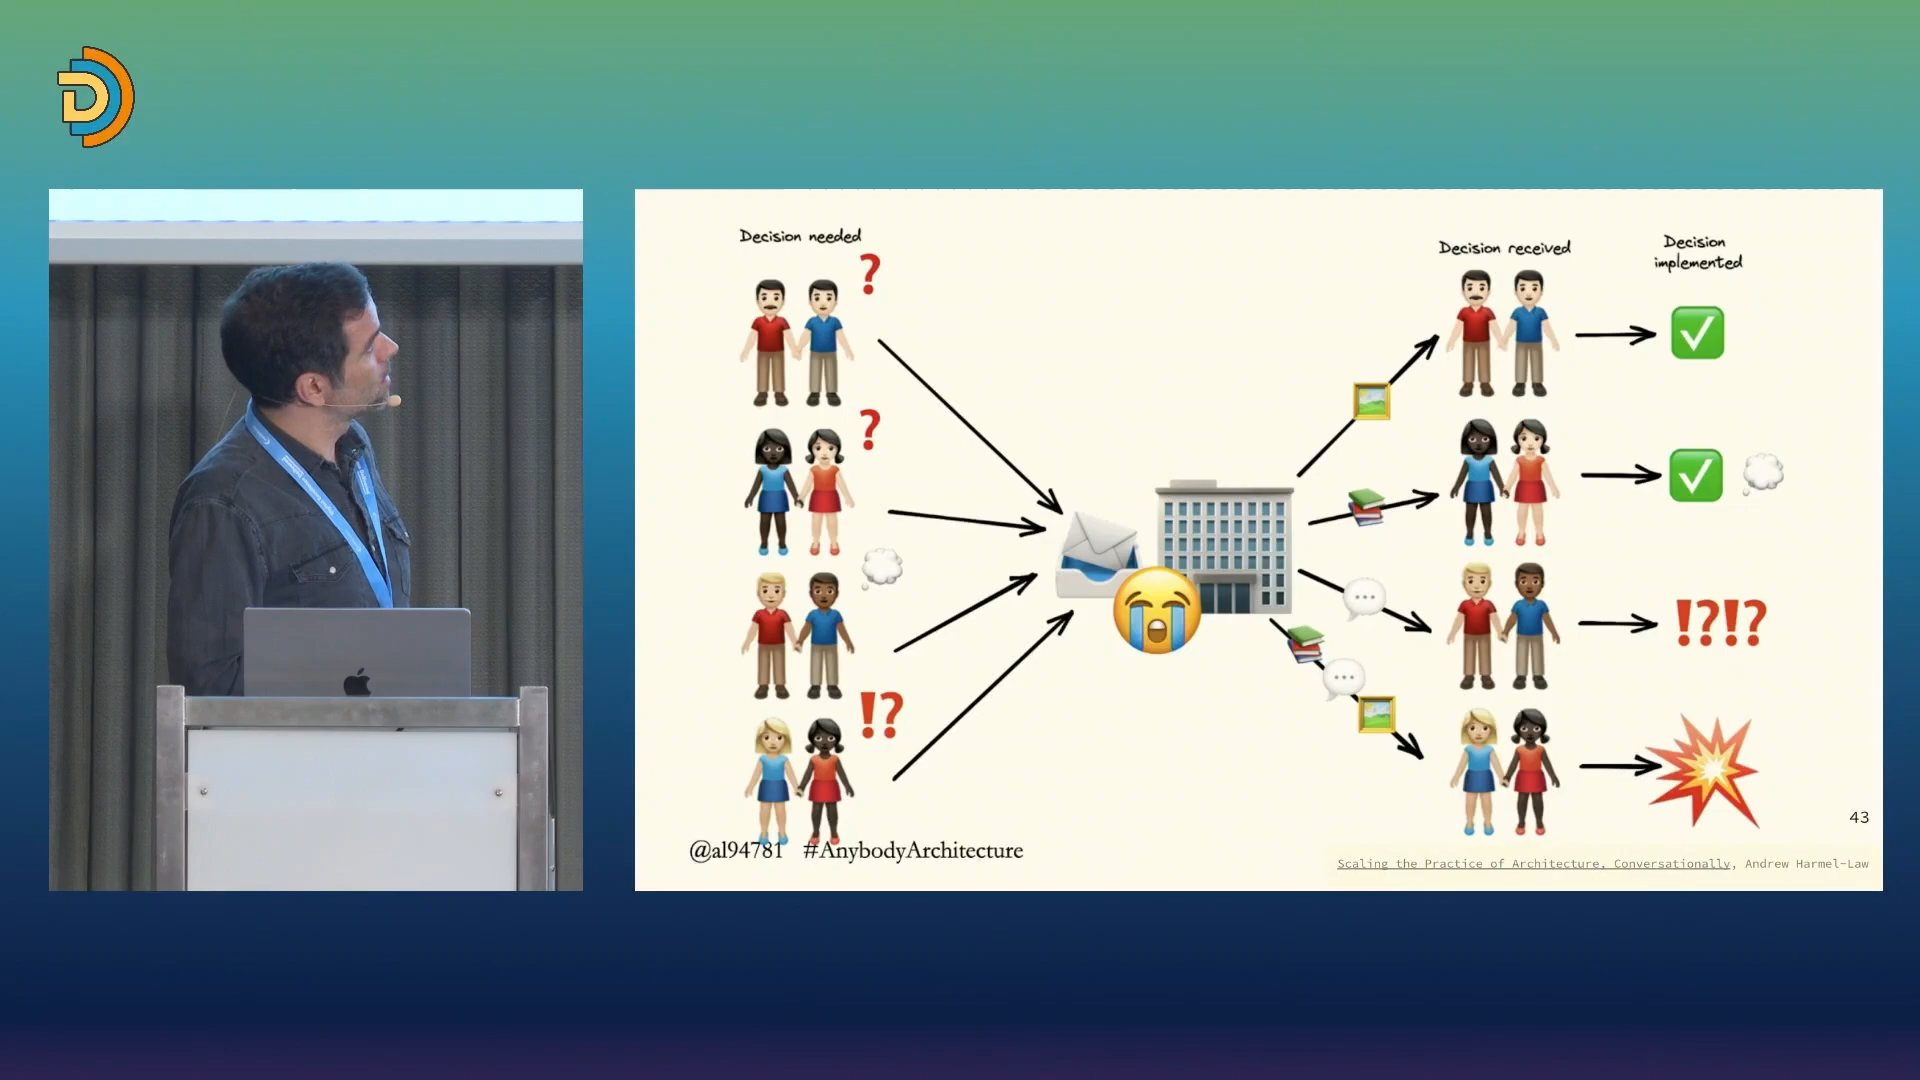 Decision needed
Decision received
Decision
implemented
@al94781 #AnybodyArchitecture
43
Scaling the Practice of Architecture, Conversationally, Andrew Harmel-Law